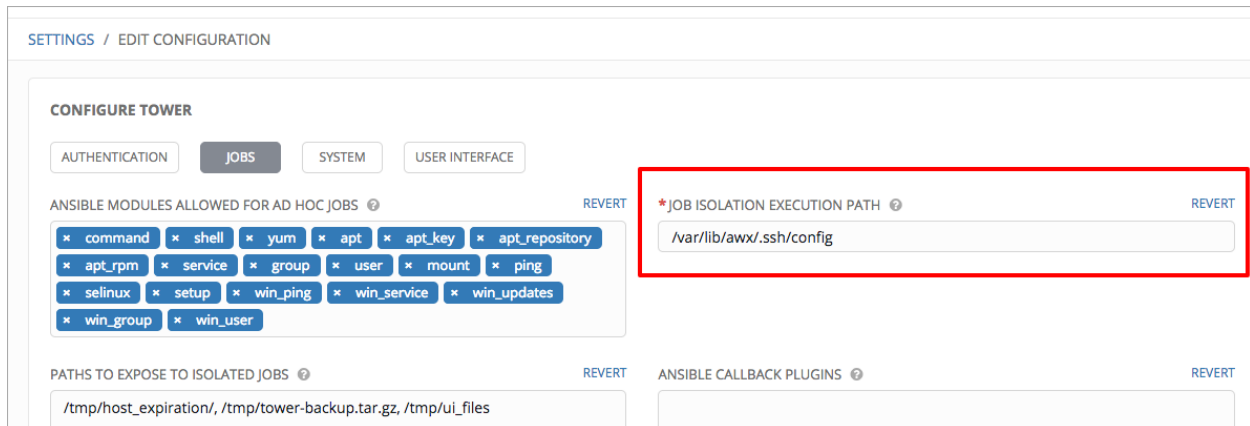 SETTINGS / EDIT CONFIGURATION
CONFIGURE TOWER
AUTHENTICATION JOBS SYSTEM USER INTERFACE
ANSIBLE MODULES ALLOWED FOR AD HOC JOBS ? REVERT
× command × shell × yum × apt × apt_key × apt_repository
× apt_rpm × service × group × user × mount × ping
× selinux × setup × win_ping × win_service × win_updates
× win_group × win_user
* JOB ISOLATION EXECUTION PATH ? REVERT
/var/lib/awx/.ssh/config
PATHS TO EXPOSE TO ISOLATED JOBS ? REVERT
/tmp/host_expiration/, /tmp/tower-backup.tar.gz, /tmp/ui_files
ANSIBLE CALLBACK PLUGINS ? REVERT